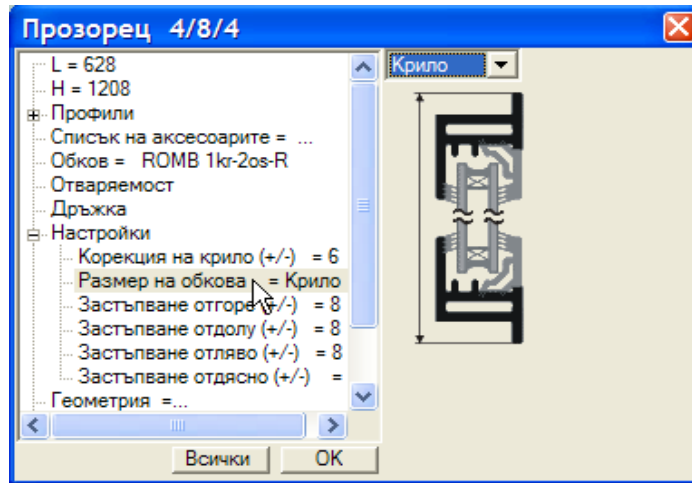 Прозорец 4/8/4
L = 628
H = 1208
Профили
Списък на аксесоарите = ...
Обков = ROMB 1kr-2os-R
Отваряемост
Дръжка
Настройки
Корекция на крило (+/-) = 6
Размер на обкова = Крило
Застъпване отгоре (+/-) = 8
Застъпване отдолу (+/-) = 8
Застъпване отляво (+/-) = 8
Застъпване отдясно (+/-) =
Геометрия =...
Крило
Всички
OK